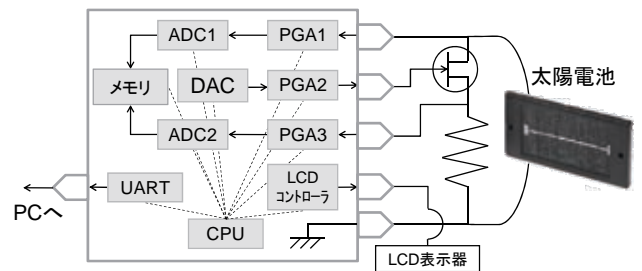 ADC1
PGA1
メモリ
DAC
PGA2
ADC2
PGA3
UART
LCD
コントローラ
CPU
PCへ
LCD表示器
太陽電池